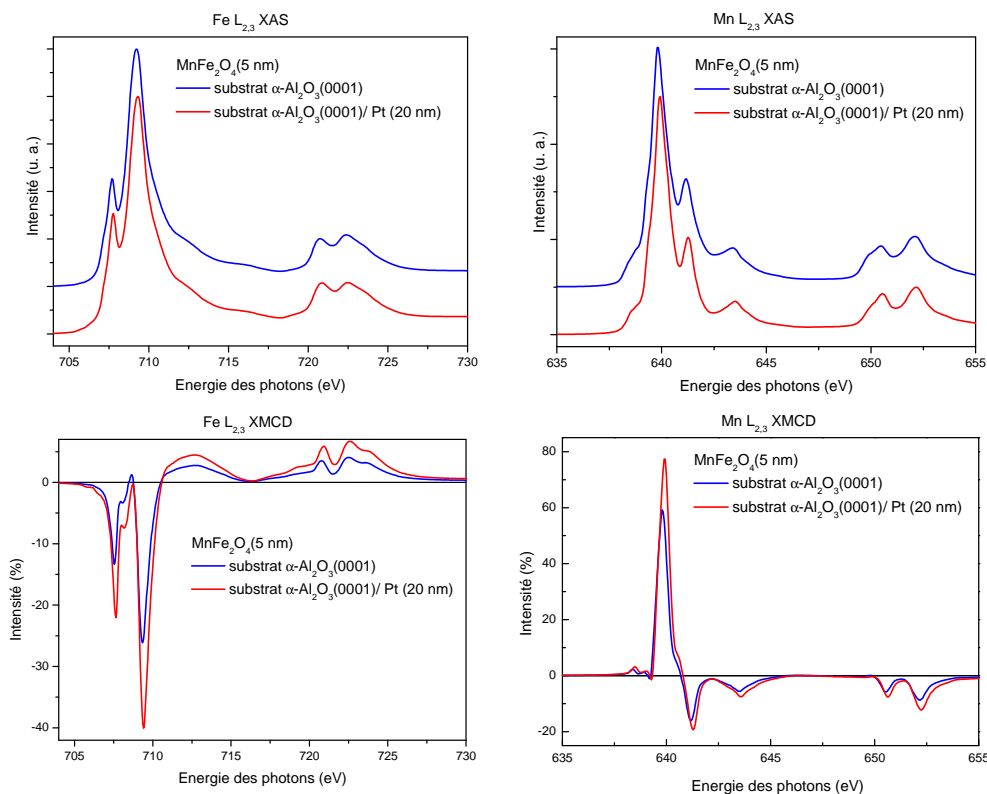 Fe L2,3 XAS
MnFe2O4(5 nm)
substrat α-Al2O3(0001)
substrat α-Al2O3(0001)/ Pt (20 nm)
Intensité (u. a.)
705 710 715 720 725 730
Energie des photons (eV)
Mn L2,3 XAS
MnFe2O4(5 nm)
substrat α-Al2O3(0001)
substrat α-Al2O3(0001)/ Pt (20 nm)
Intensité (u. a.)
635 640 645 650 655
Energie des photons (eV)
Fe L2,3 XMCD
0
-10
-20
-30
-40
MnFe2O4(5 nm)
substrat α-Al2O3(0001)
substrat α-Al2O3(0001)/ Pt (20 nm)
Intensité (%)
705 710 715 720 725 730
Energie des photons (eV)
Mn L2,3 XMCD
80
60
40
20
0
-20
MnFe2O4(5 nm)
substrat α-Al2O3(0001)
substrat α-Al2O3(0001)/ Pt (20 nm)
Intensité (%)
635 640 645 650 655
Energie des photons (eV)